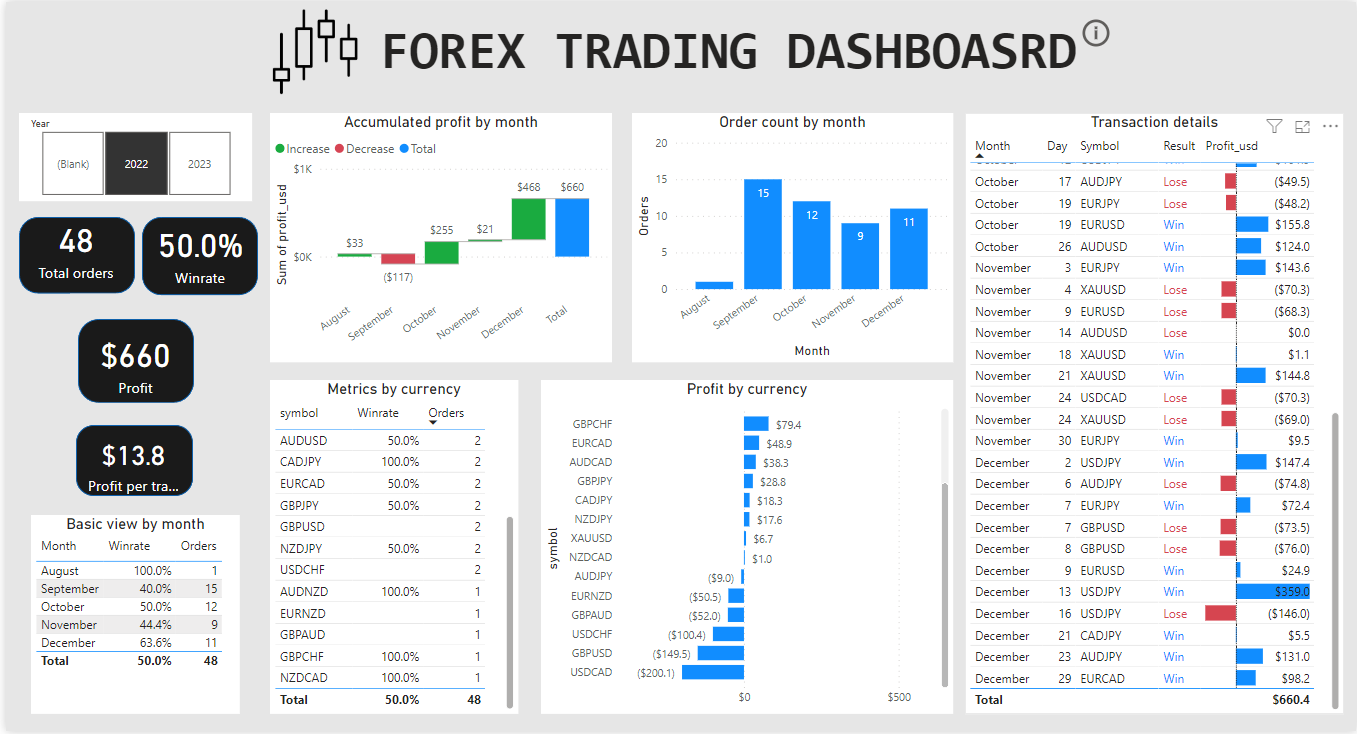 FOREX TRADING DASHBOASRD
Year
(Blank) 2022 2023
48
Total orders
50.0%
Winrate
$660
Profit
$13.8
Profit per tra...
Basic view by month
Month Winrate Orders
August 100.0% 1
September 40.0% 15
October 50.0% 12
November 44.4% 9
December 63.6% 11
Total 50.0% 48
Accumulated profit by month
Increase Decrease Total
Sum of profit_usd
$1K
$0K
$33
($117)
$255
$21
$468
$660
August
September
October
November
December
Total
Order count by month
Orders
20
15
10
5
0
15
12
9
11
August
September
October
November
December
Month
Metrics by currency
symbol Winrate Orders
AUDUSD 50.0% 2
CADJPY 100.0% 2
EURCAD 50.0% 2
GBPJPY 50.0% 2
GBPUSD 2
NZDJPY 50.0% 2
USDCHF 2
AUDNZD 100.0% 1
EURNZD 1
GBPAUD 1
GBPCHF 100.0% 1
NZDCAD 100.0% 1
Total 50.0% 48
Profit by currency
symbol
GBPCHF $79.4
EURCAD $48.9
AUDCAD $38.3
GBPJPY $28.8
CADJPY $18.3
NZDJPY $17.6
XAUUSD $6.7
NZDCAD $1.0
AUDJPY ($9.0)
EURNZD ($50.5)
GBPAUD ($52.0)
USDCHF ($100.4)
GBPUSD ($149.5)
USDCAD ($200.1)
$0 $500
Transaction details
Month Day Symbol Result Profit_usd
October 17 AUDJPY Lose ($49.5)
October 19 EURJPY Lose ($48.2)
October 19 EURUSD Win $155.8
October 26 AUDUSD Win $124.0
November 3 EURJPY Win $143.6
November 4 XAUUSD Lose ($70.3)
November 9 EURUSD Lose ($68.3)
November 14 AUDUSD Lose $0.0
November 18 XAUUSD Win $1.1
November 21 XAUUSD Win $144.8
November 24 USDCAD Lose ($70.3)
November 24 XAUUSD Lose ($69.0)
November 30 EURJPY Win $9.5
December 2 USDJPY Win $147.4
December 6 AUDJPY Lose ($74.8)
December 7 EURJPY Win $72.4
December 7 GBPUSD Lose ($73.5)
December 8 GBPUSD Lose ($76.0)
December 9 EURUSD Win $24.9
December 13 USDJPY Win $359.0
December 16 USDJPY Lose ($146.0)
December 21 CADJPY Win $5.5
December 23 AUDJPY Win $131.0
December 29 EURCAD Win $98.2
Total $660.4